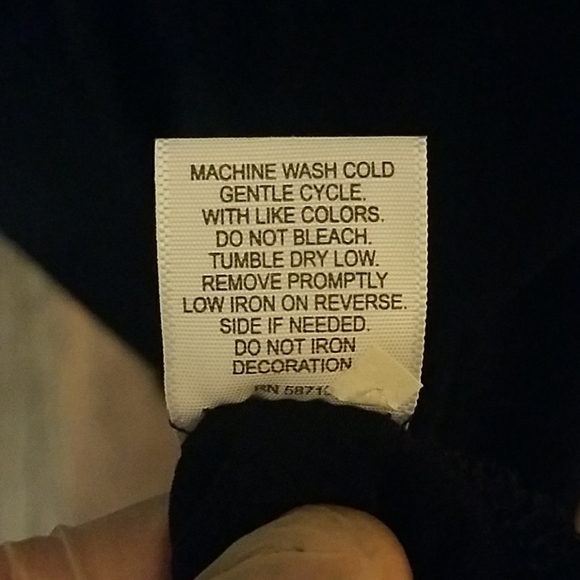 MACHINE WASH COLD
GENTLE CYCLE.
WITH LIKE COLORS.
DO NOT BLEACH.
TUMBLE DRY LOW.
REMOVE PROMPTLY
LOW IRON ON REVERSE.
SIDE IF NEEDED.
DO NOT IRON
DECORATION
RN